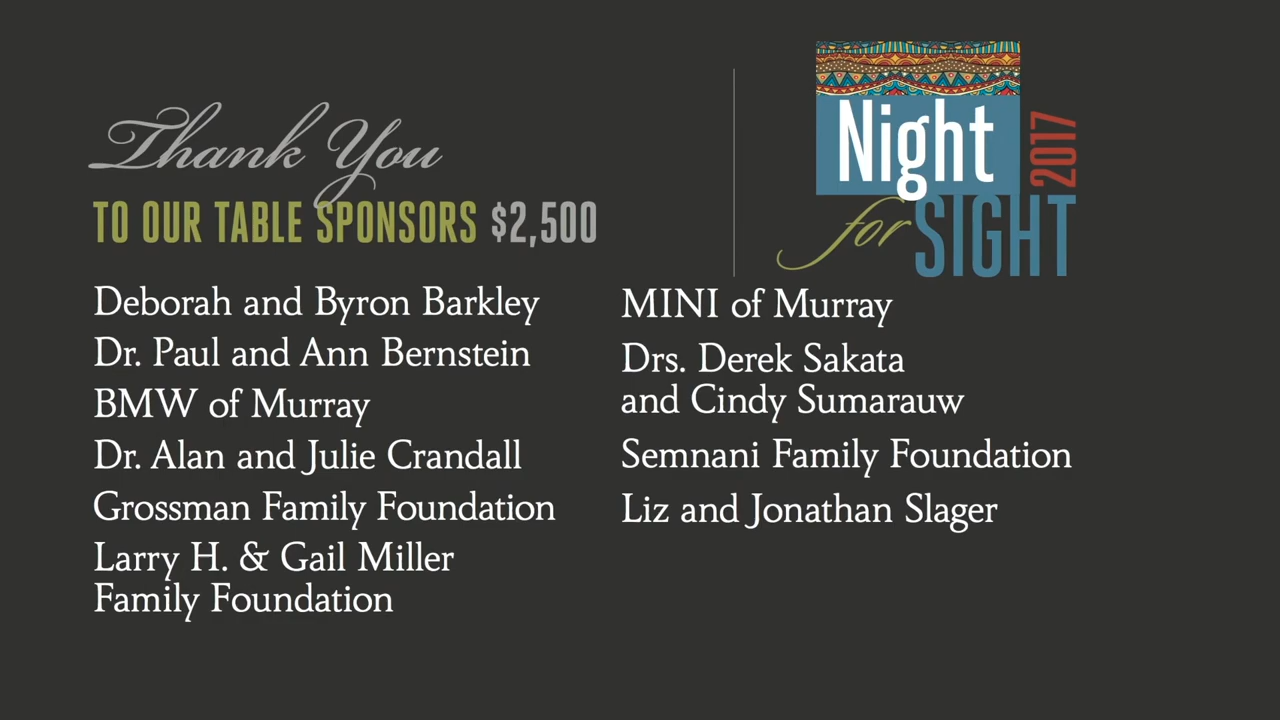 Thank You
TO OUR TABLE SPONSORS $2,500
Night
for SIGHT
2017
Deborah and Byron Barkley
Dr. Paul and Ann Bernstein
BMW of Murray
Dr. Alan and Julie Crandall
Grossman Family Foundation
Larry H. & Gail Miller
Family Foundation
MINI of Murray
Drs. Derek Sakata
and Cindy Sumarauw
Semnani Family Foundation
Liz and Jonathan Slager